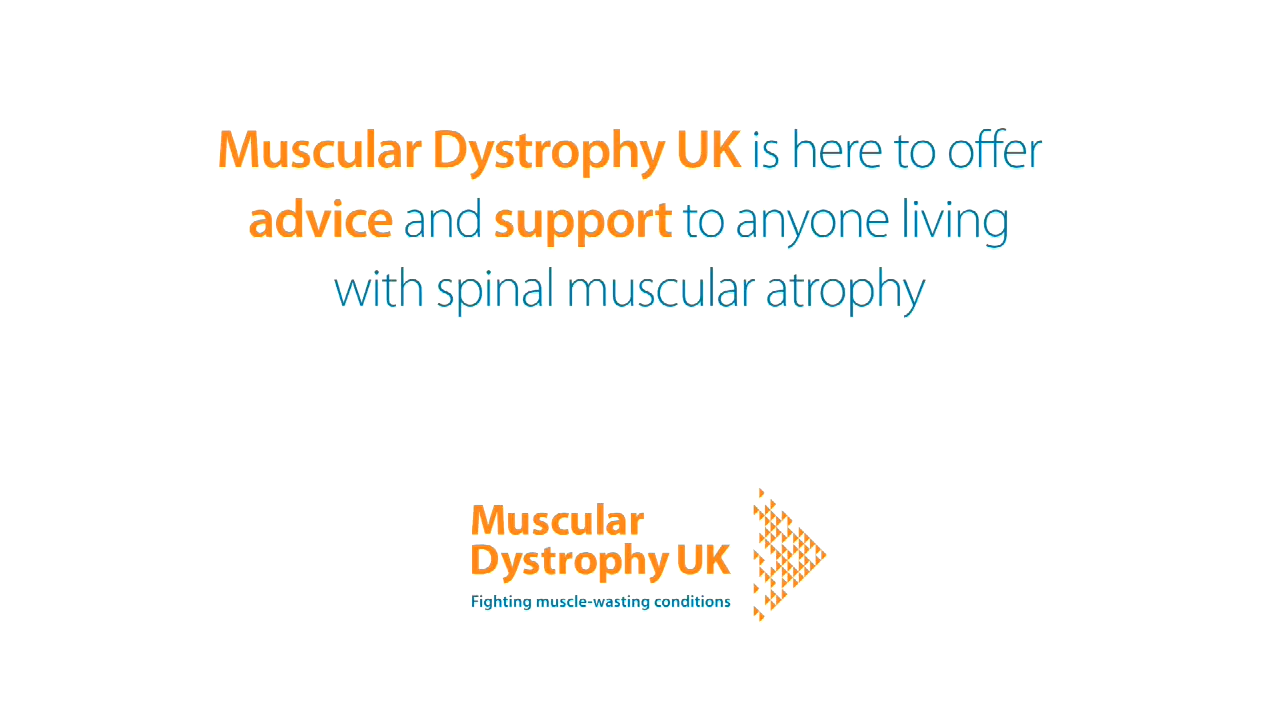 Muscular Dystrophy UK is here to offer
advice and support to anyone living
with spinal muscular atrophy
Muscular
Dystrophy UK
Fighting muscle-wasting conditions